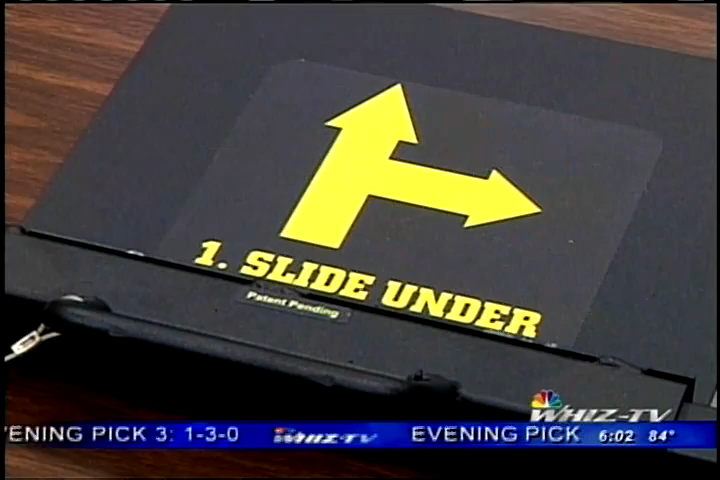 1. SLIDE UNDER
Patent Pending
WHIZ-TV
EVENING PICK 3: 1-3-0 WHIZ-TV EVENING PICK 6:02 84°